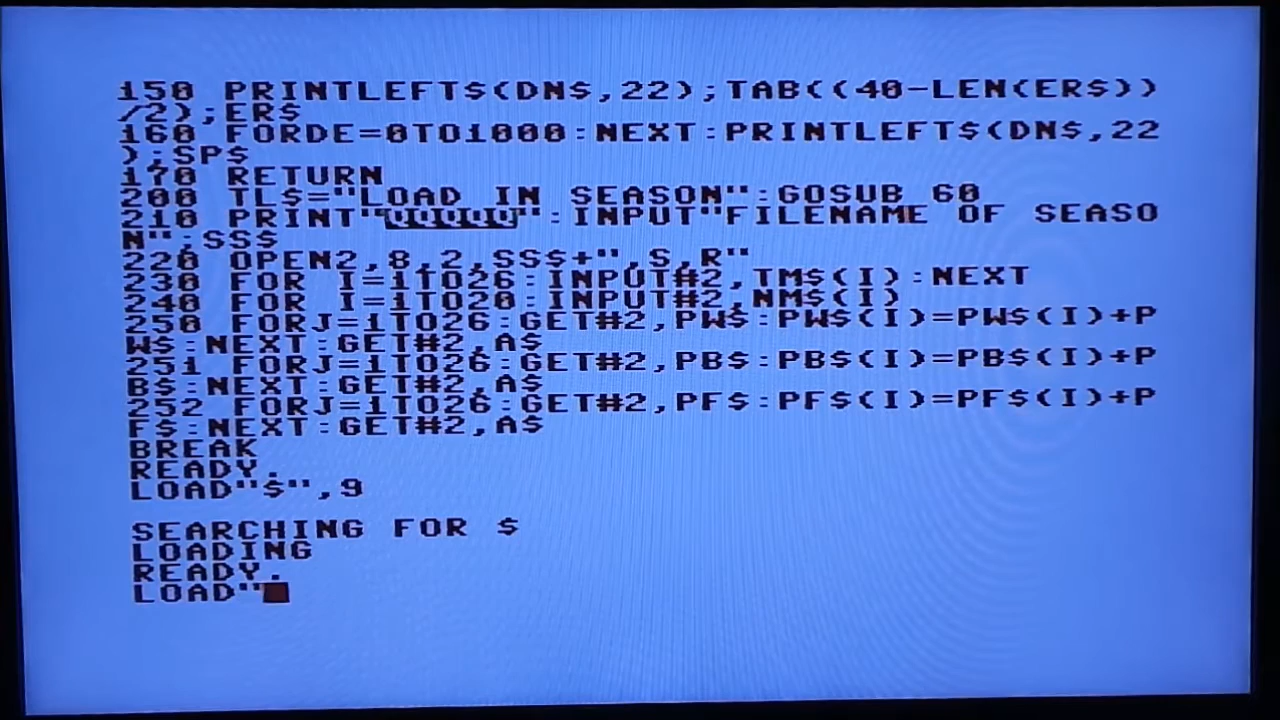 150 PRINTLEFT$(DN$,22);TAB((40-LEN(ER$))
/2);ER$
160 FORDE=0TO1000:NEXT:PRINTLEFT$(DN$,22
);SP$
170 RETURN
200 TL$="LOAD IN SEASON":GOSUB 60
210 PRINT"QQQQQ":INPUT"FILENAME OF SEASO
N";SS$
220 OPEN2,8,2,SS$+",S,R"
230 FOR I=1TO26:INPUT#2,TM$(I):NEXT
240 FOR I=1TO20:INPUT#2,NM$(I)
250 FORJ=1TO26:GET#2,PW$:PW$(I)=PW$(I)+P
W$:NEXT:GET#2,A$
251 FORJ=1TO26:GET#2,PB$:PB$(I)=PB$(I)+P
B$:NEXT:GET#2,A$
252 FORJ=1TO26:GET#2,PF$:PF$(I)=PF$(I)+P
F$:NEXT:GET#2,A$
BREAK
READY.
LOAD"$",9
SEARCHING FOR $
LOADING
READY.
LOAD"